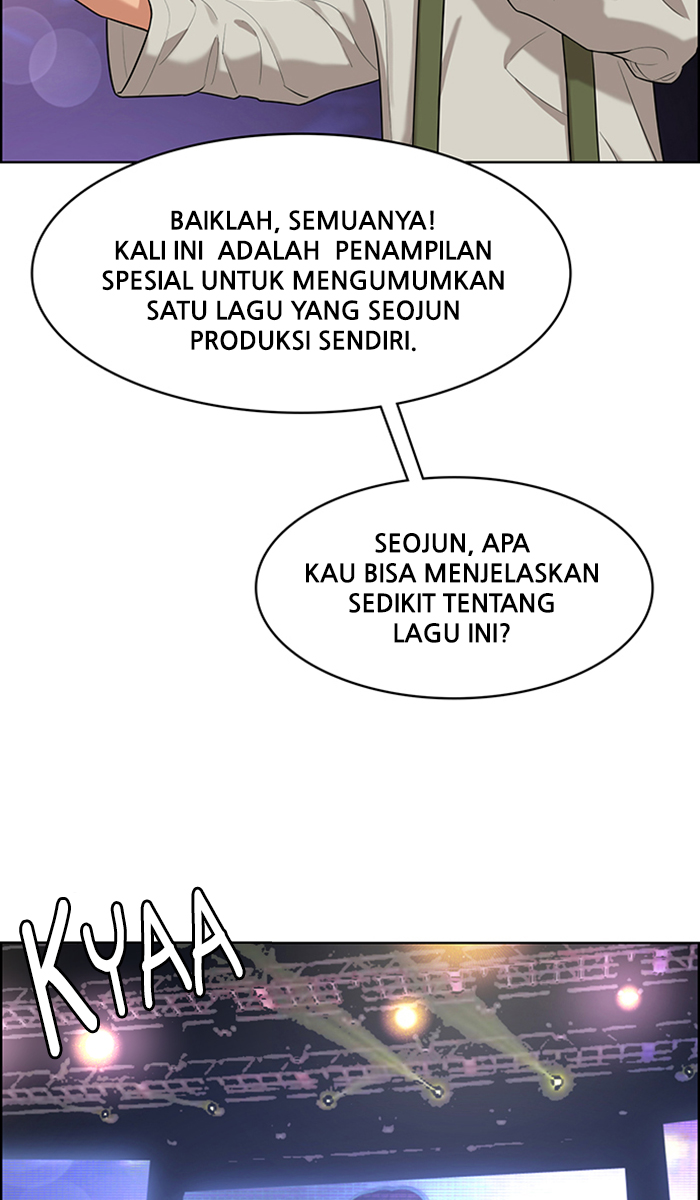 BAIKLAH, SEMUANYA!
KALI INI ADALAH PENAMPILAN
SPESIAL UNTUK MENGUMUMKAN
SATU LAGU YANG SEOJUN
PRODUKSI SENDIRI.
SEOJUN, APA
KAU BISA MENJELASKAN
SEDIKIT TENTANG
LAGU INI?
KYAA